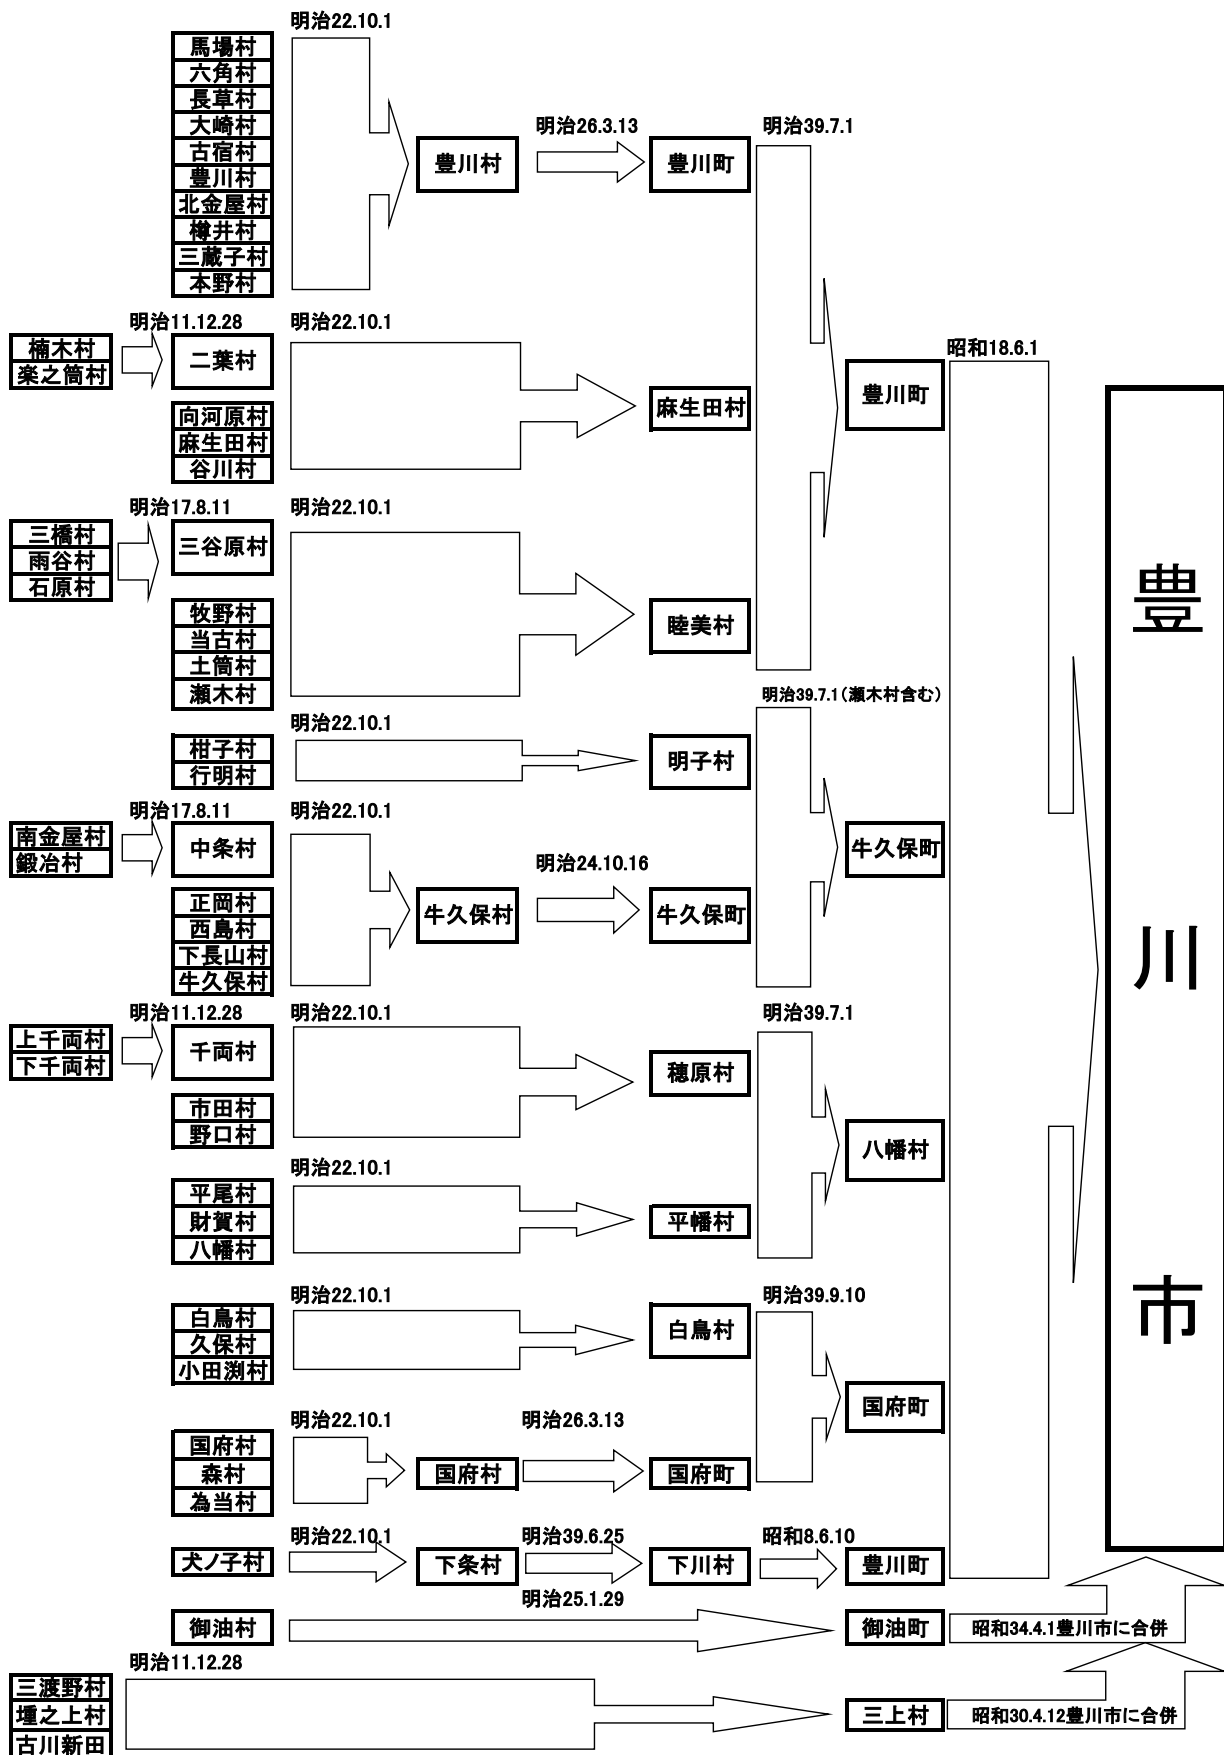 明治22.10.1
馬場村
六角村
長草村
大崎村
古宿村
豊川村
北金屋村
樽井村
三蔵子村
本野村
豊川村
明治26.3.13
豊川町
明治39.7.1
明治11.12.28
楠木村
楽之筒村
二葉村
向河原村
麻生田村
谷川村
明治22.10.1
麻生田村
豊川町
昭和18.6.1
明治17.8.11
三橋村
雨谷村
石原村
三谷原村
牧野村
当古村
土筒村
瀬木村
明治22.10.1
睦美村
明治39.7.1(瀬木村含む)
柑子村
行明村
明治22.10.1
明子村
明治17.8.11
南金屋村
鍛冶村
中条村
正岡村
西島村
下長山村
牛久保村
明治22.10.1
牛久保村
明治24.10.16
牛久保町
牛久保町
明治11.12.28
上千両村
下千両村
千両村
市田村
野口村
明治22.10.1
穂原村
明治39.7.1
八幡村
平尾村
財賀村
八幡村
明治22.10.1
平幡村
白鳥村
久保村
小田渕村
明治22.10.1
白鳥村
明治39.9.10
国府町
国府村
森村
為当村
明治22.10.1
国府村
明治26.3.13
国府町
犬ノ子村
明治22.10.1
下条村
明治39.6.25
下川村
昭和8.6.10
豊川町
御油村
明治25.1.29
御油町
昭和34.4.1豊川市に合併
明治11.12.28
三渡野村
埵之上村
古川新田
三上村
昭和30.4.12豊川市に合併
豊川市